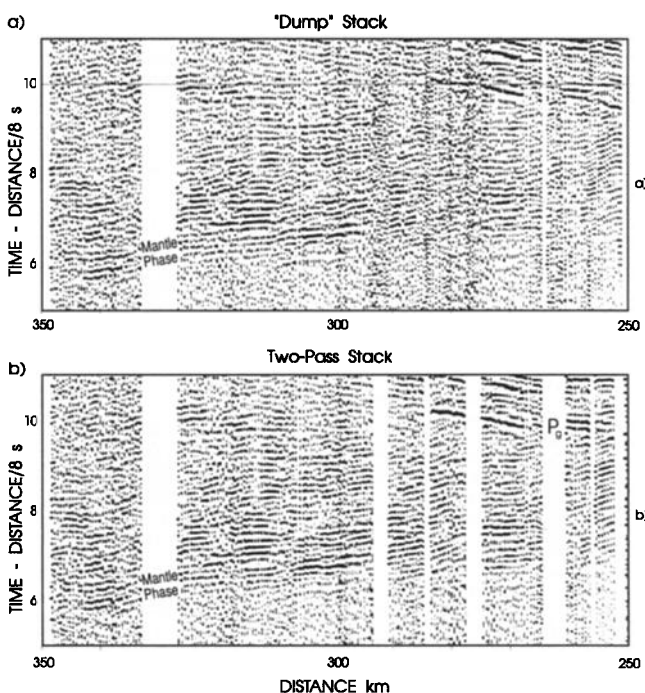 a)
"Dump" Stack
TIME - DISTANCE/8 s
10
8
6
Mantle
Phase
a)
350
300
250
b)
Two-Pass Stack
TIME - DISTANCE/8 s
10
8
6
Pg
Mantle
Phase
b)
350
300
250
DISTANCE km